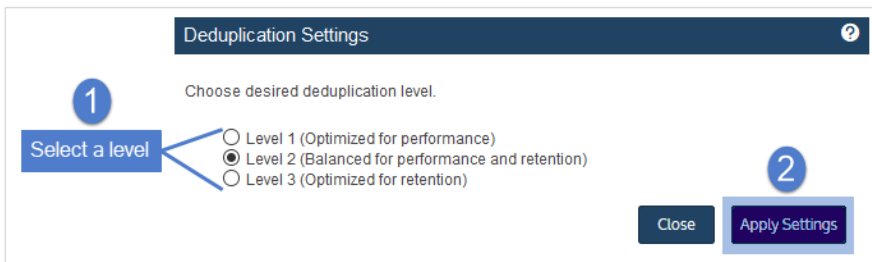 Deduplication Settings ?
Choose desired deduplication level.
1
Select a level
Level 1 (Optimized for performance)
Level 2 (Balanced for performance and retention)
Level 3 (Optimized for retention)
2
Close Apply Settings